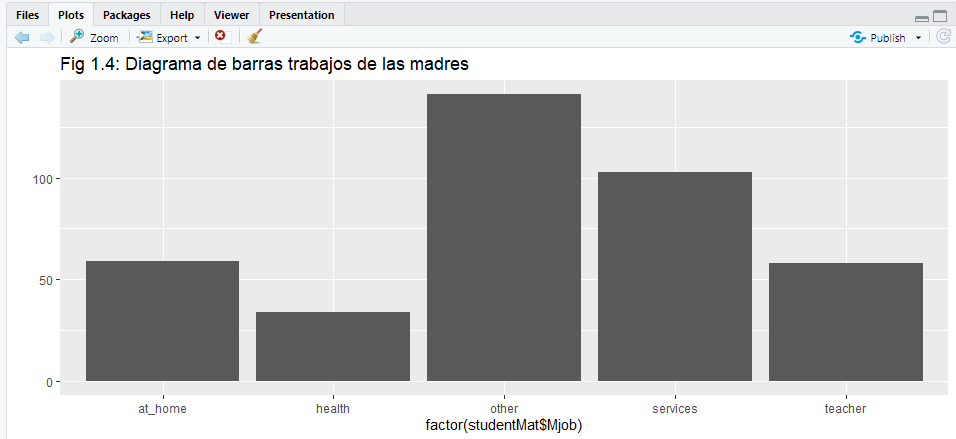 Files Plots Packages Help Viewer Presentation
Zoom Export Publish
Fig 1.4: Diagrama de barras trabajos de las madres
100
50
0
at_home health other services teacher
factor(studentMat$Mjob)